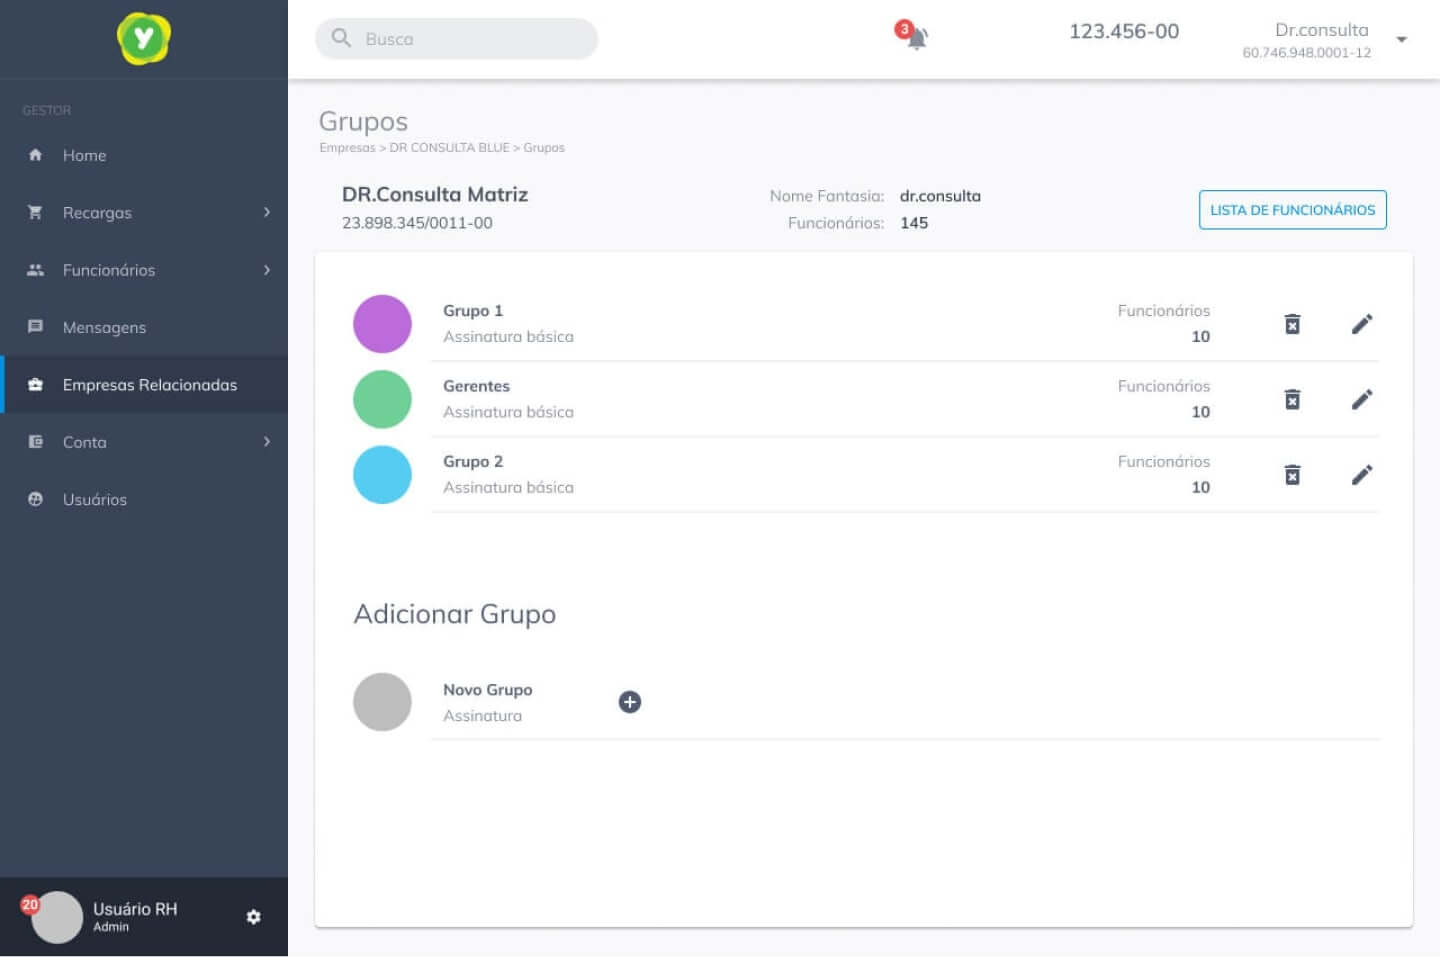 y
GESTOR
Home
Recargas
Funcionários
Mensagens
Empresas Relacionadas
Conta
Usuários
20
Usuário RH
Admin
Busca
3
123.456-00
Dr.consulta
60.746.948.0001-12
Grupos
Empresas > DR CONSULTA BLUE > Grupos
DR.Consulta Matriz
23.898.345/0011-00
Nome Fantasia: dr.consulta
Funcionários: 145
LISTA DE FUNCIONÁRIOS
Grupo 1
Assinatura básica
Funcionários
10
Gerentes
Assinatura básica
Funcionários
10
Grupo 2
Assinatura básica
Funcionários
10
Adicionar Grupo
Novo Grupo
Assinatura